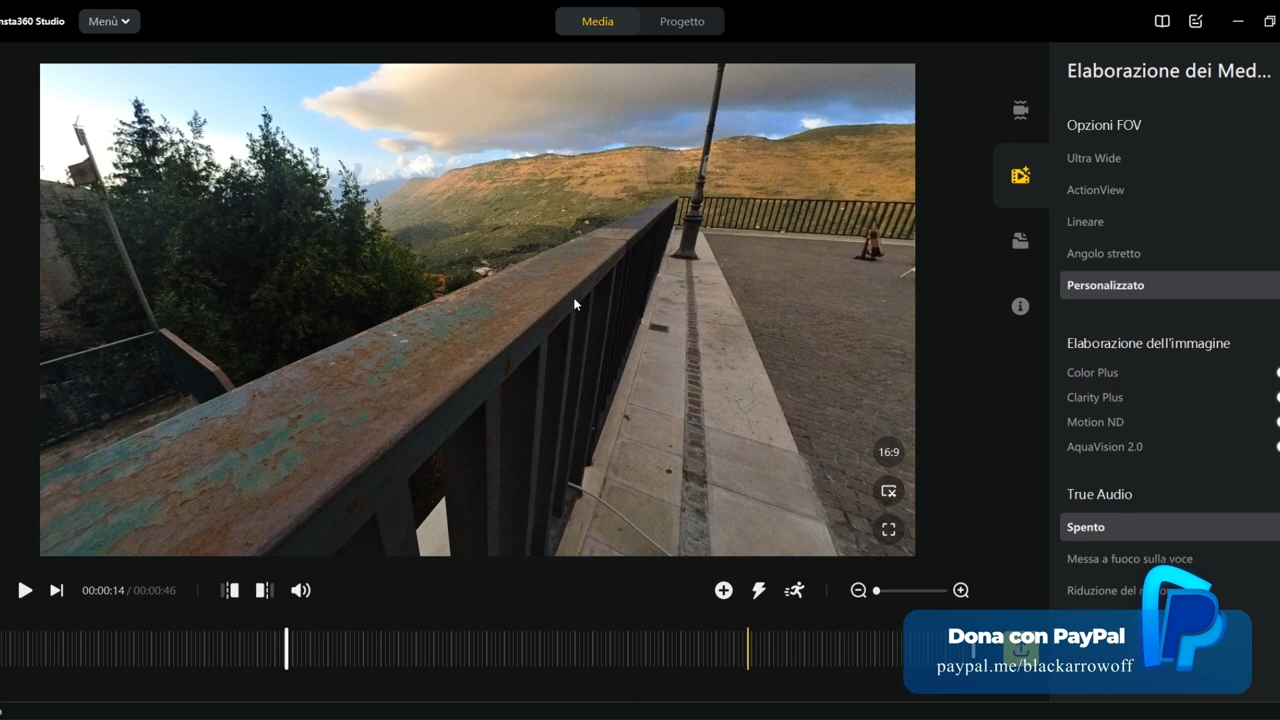 nsta360 Studio
Menù
Media
Progetto
Elaborazione dei Med...
Opzioni FOV
Ultra Wide
ActionView
Lineare
Angolo stretto
Personalizzato
Elaborazione dell'immagine
Color Plus
Clarity Plus
Motion ND
AquaVision 2.0
True Audio
Spento
Messa a fuoco sulla voce
Riduzione del
16:9
00:00:14 / 00:00:46
Dona con PayPal
paypal.me/blackarrowoff